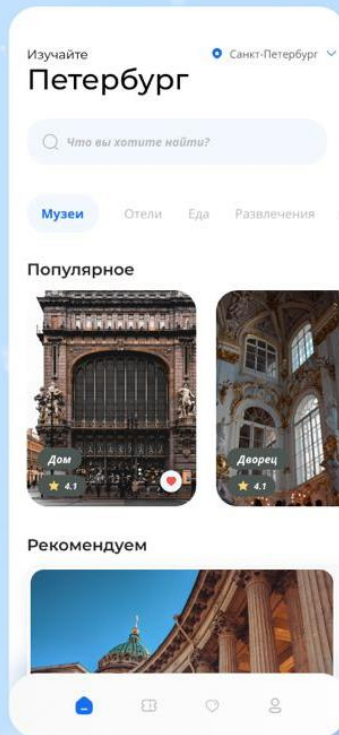 Изучайте
Санкт-Петербург
Петербург
Что вы хотите найти?
Музеи
Отели
Еда
Развлечения
Популярное
Дом
4.1
Дворец
4.1
Рекомендуем